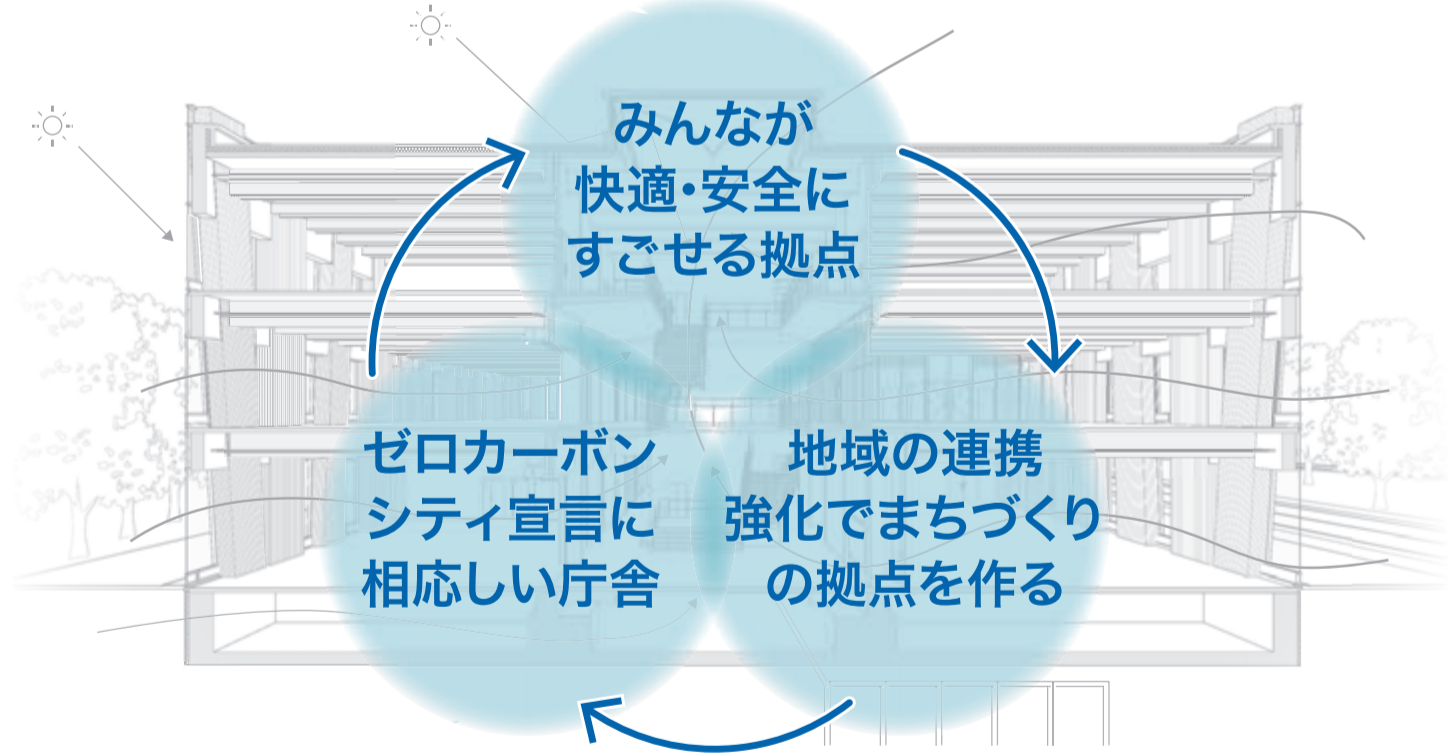 みんなが
快適・安全に
すごせる拠点
ゼロカーボン
シティ宣言に
相応しい庁舎
地域の連携
強化でまちづくり
の拠点を作る